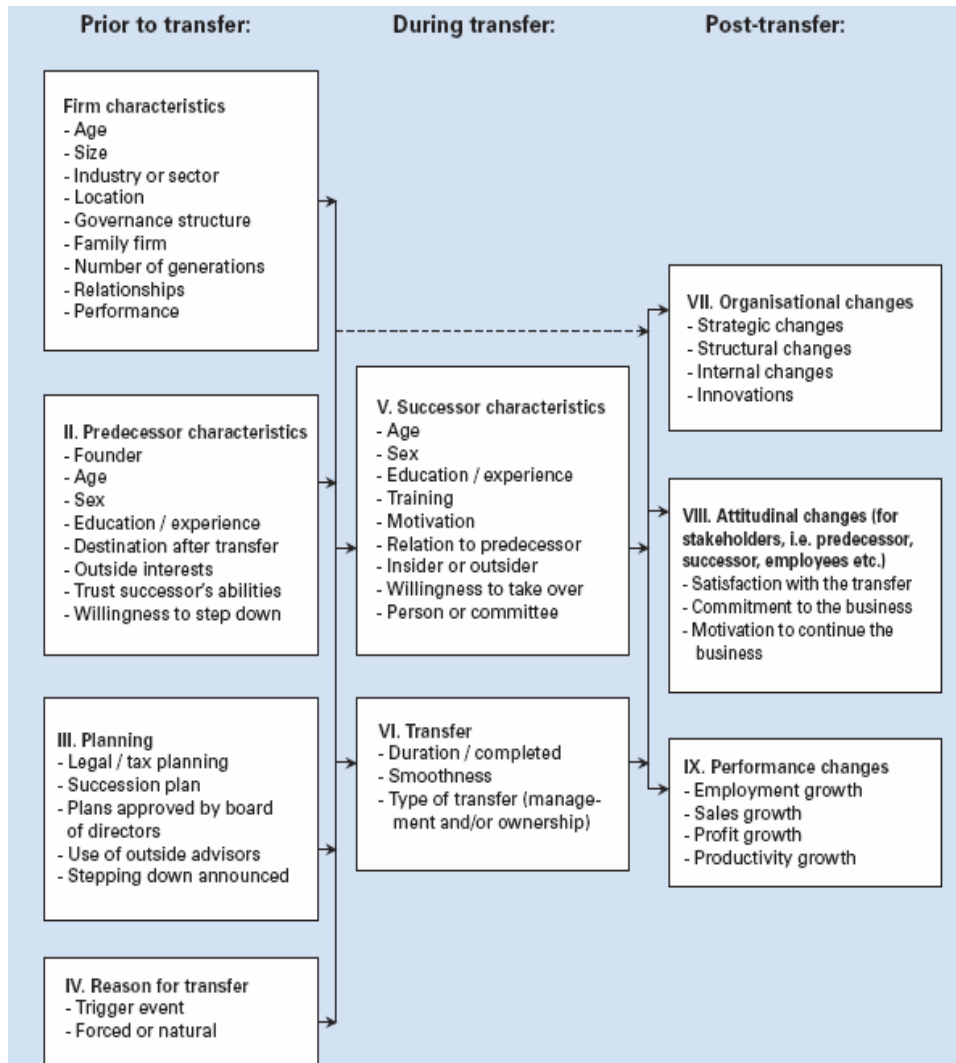 Prior to transfer:
During transfer:
Post-transfer:
Firm characteristics
- Age
- Size
- Industry or sector
- Location
- Governance structure
- Family firm
- Number of generations
- Relationships
- Performance
II. Predecessor characteristics
- Founder
- Age
- Sex
- Education / experience
- Destination after transfer
- Outside interests
- Trust successor's abilities
- Willingness to step down
III. Planning
- Legal / tax planning
- Succession plan
- Plans approved by board
of directors
- Use of outside advisors
- Stepping down announced
IV. Reason for transfer
- Trigger event
- Forced or natural
V. Successor characteristics
- Age
- Sex
- Education / experience
- Training
- Motivation
- Relation to predecessor
- Insider or outsider
- Willingness to take over
- Person or committee
VI. Transfer
- Duration / completed
- Smoothness
- Type of transfer (manage-
ment and/or ownership)
VII. Organisational changes
- Strategic changes
- Structural changes
- Internal changes
- Innovations
VIII. Attitudinal changes (for
stakeholders, i.e. predecessor,
successor, employees etc.)
- Satisfaction with the transfer
- Commitment to the business
- Motivation to continue the
business
IX. Performance changes
- Employment growth
- Sales growth
- Profit growth
- Productivity growth